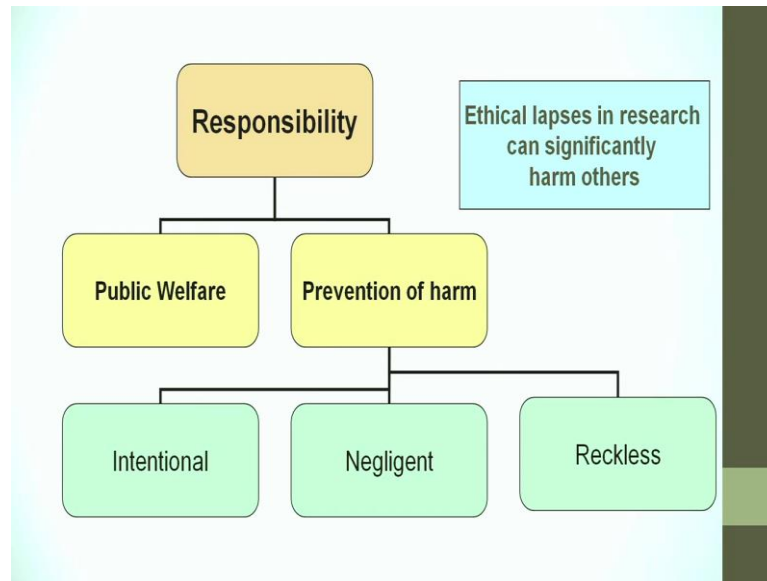 Responsibility
Ethical lapses in research
can significantly
harm others
Public Welfare
Prevention of harm
Intentional
Negligent
Reckless